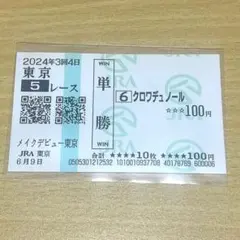 2024年3回4日
東京
5 レース
WIN
単勝
WIN
6 クロワデュノール
☆☆☆100円
メイクデビュー東京
JRA 東京
6月9日
合計 ★★★★10枚 ★★★★100円